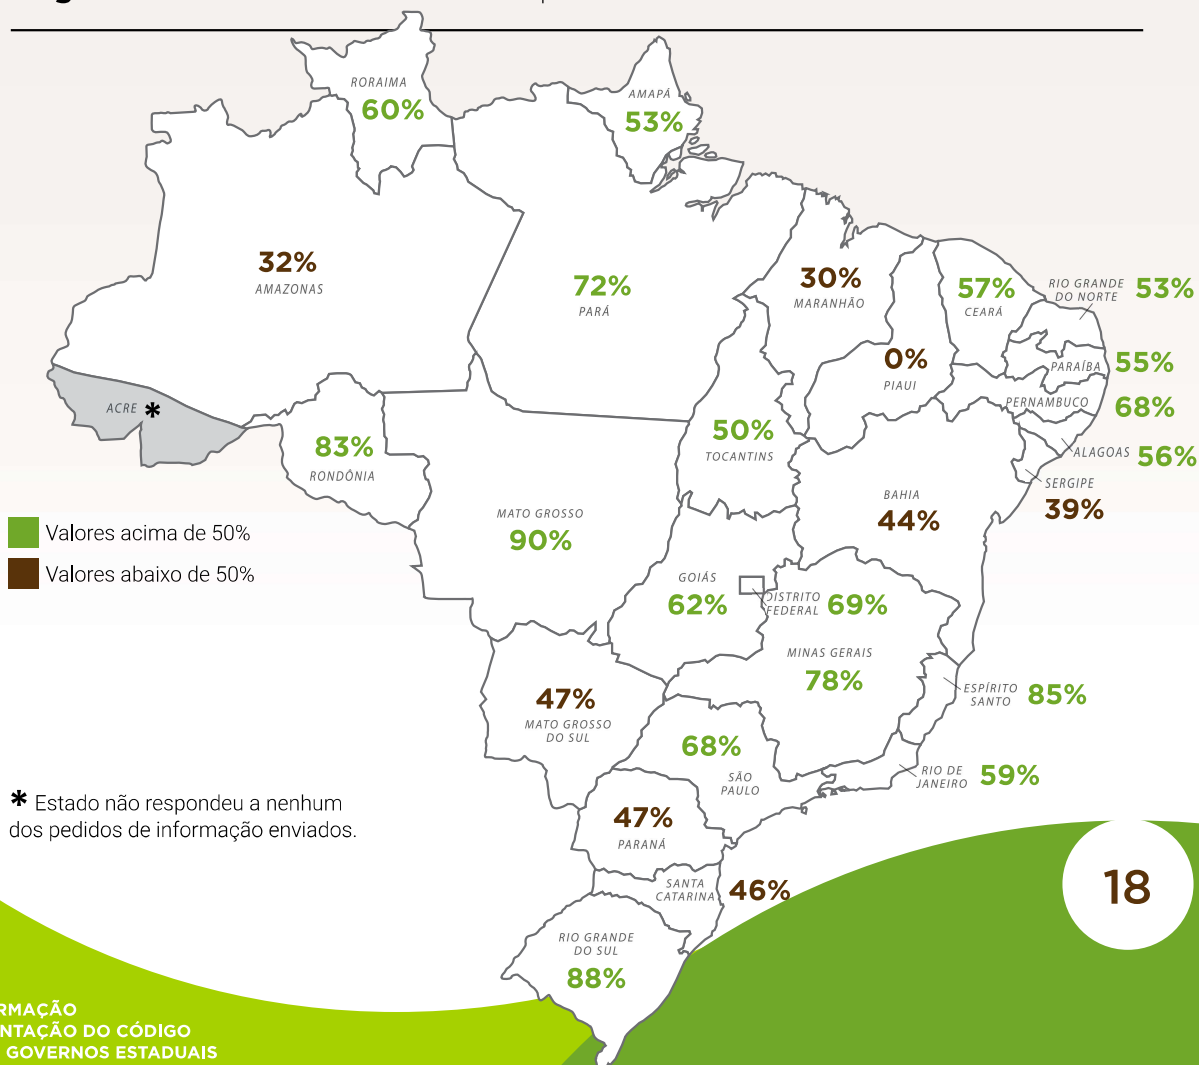 RORAIMA
60%
AMAPÁ
53%
32%
AMAZONAS
72%
PARÁ
30%
MARANHÃO
57%
CEARÁ
RIO GRANDE
DO NORTE
53%
0%
PIAUI
PARAÍBA
55%
PERNAMBUCO
68%
ACRE *
83%
RONDÔNIA
50%
TOCANTINS
ALAGOAS
56%
SERGIPE
39%
BAHIA
44%
MATO GROSSO
90%
Valores acima de 50%
Valores abaixo de 50%
GOIÁS
62%
DISTRITO
FEDERAL
69%
MINAS GERAIS
78%
ESPÍRITO
SANTO
85%
47%
MATO GROSSO
DO SUL
68%
SÃO
PAULO
RIO DE
JANEIRO
59%
* Estado não respondeu a nenhum
dos pedidos de informação enviados.
47%
PARANÁ
SANTA
CATARINA
46%
18
RIO GRANDE
DO SUL
88%
RMAÇÃO
NTAÇÃO DO CÓDIGO
GOVERNOS ESTADUAIS